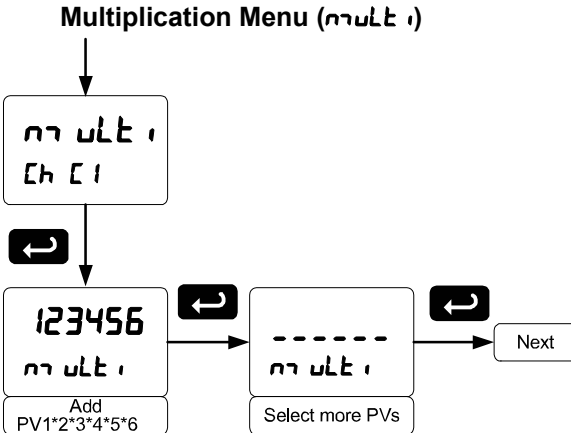 Multiplication Menu (multi)
multi
Ch C1
123456
multi
Add
PV1*2*3*4*5*6
------
multi
Select more PVs
Next